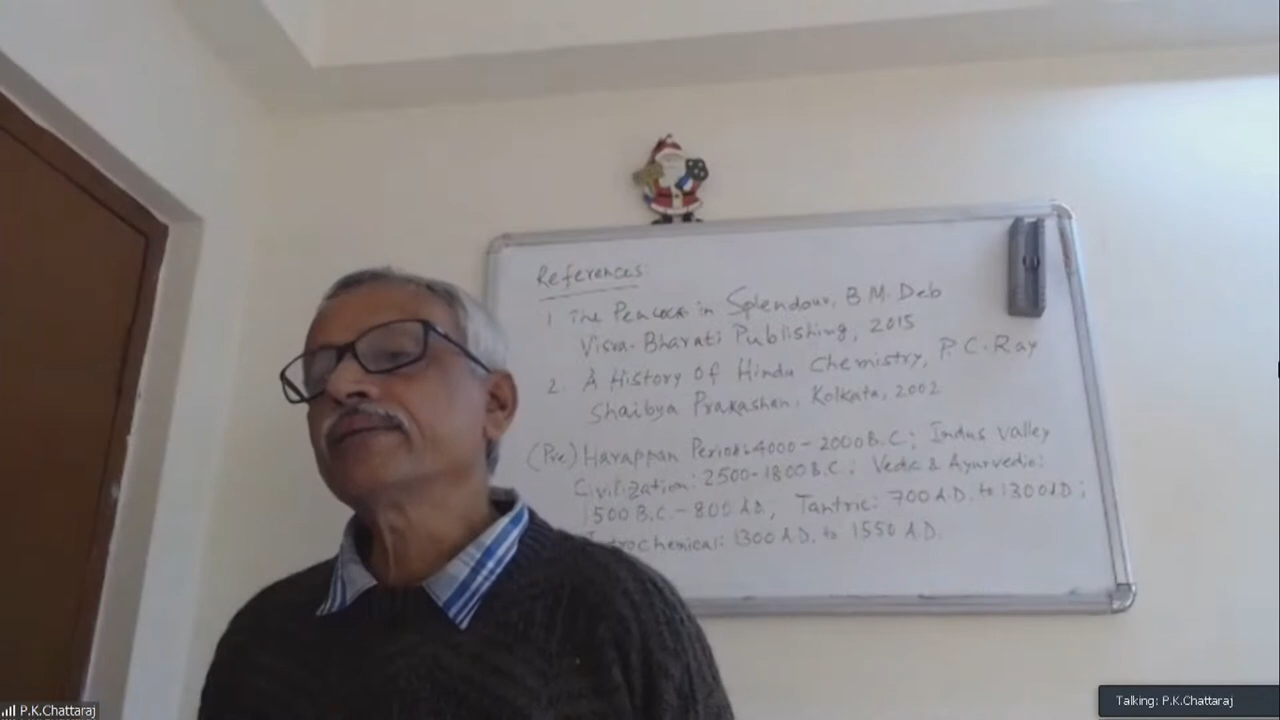 References:
1 The Peacock in Splendour, B.M. Deb
Visva-Bharati Publishing, 2015
2. A History of Hindu Chemistry, P.C. Ray
Shaibya Prakashan, Kolkata, 2002
(Pre) Harappan Period: 4000-2000 B.C.; Indus Valley
Civilization: 2500-1800 B.C.; Vedic & Ayurvedic:
1500 B.C. - 800 A.D., Tantric: 700 A.D. to 1300 AD;
1300 A.D. to 1550 A.D.
P.K.Chattaraj
Talking: P.K.Chattaraj